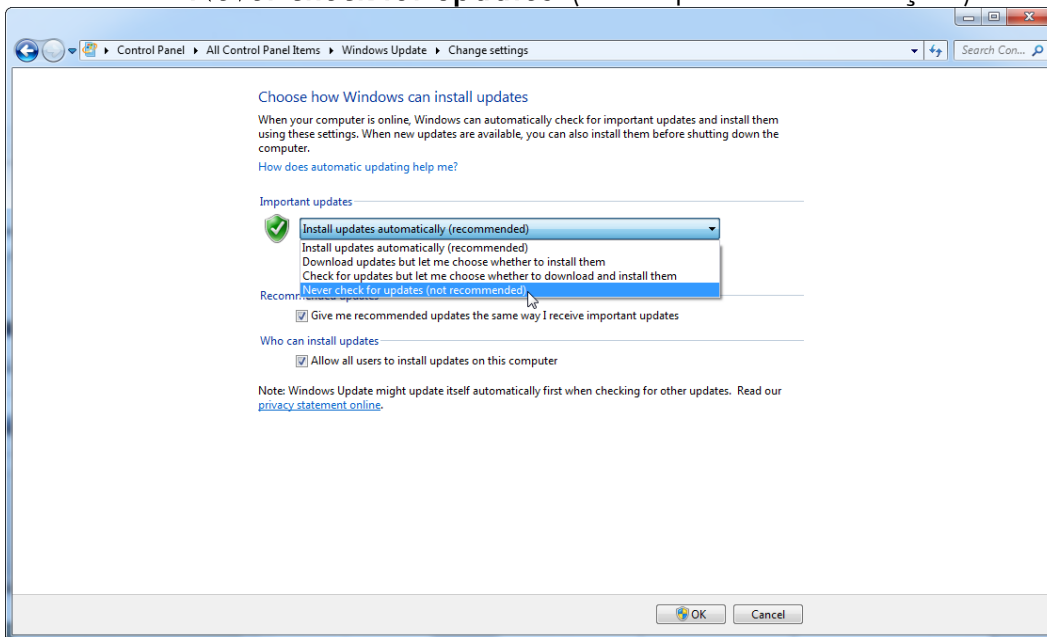 Control Panel ▸ All Control Panel Items ▸ Windows Update ▸ Change settings
Search Con...
Choose how Windows can install updates
When your computer is online, Windows can automatically check for important updates and install them
using these settings. When new updates are available, you can also install them before shutting down the
computer.
How does automatic updating help me?
Important updates
Install updates automatically (recommended)
Install updates automatically (recommended)
Download updates but let me choose whether to install them
Check for updates but let me choose whether to download and install them
Never check for updates (not recommended)
Recommended updates
Give me recommended updates the same way I receive important updates
Who can install updates
Allow all users to install updates on this computer
Note: Windows Update might update itself automatically first when checking for other updates. Read our
privacy statement online.
OK Cancel